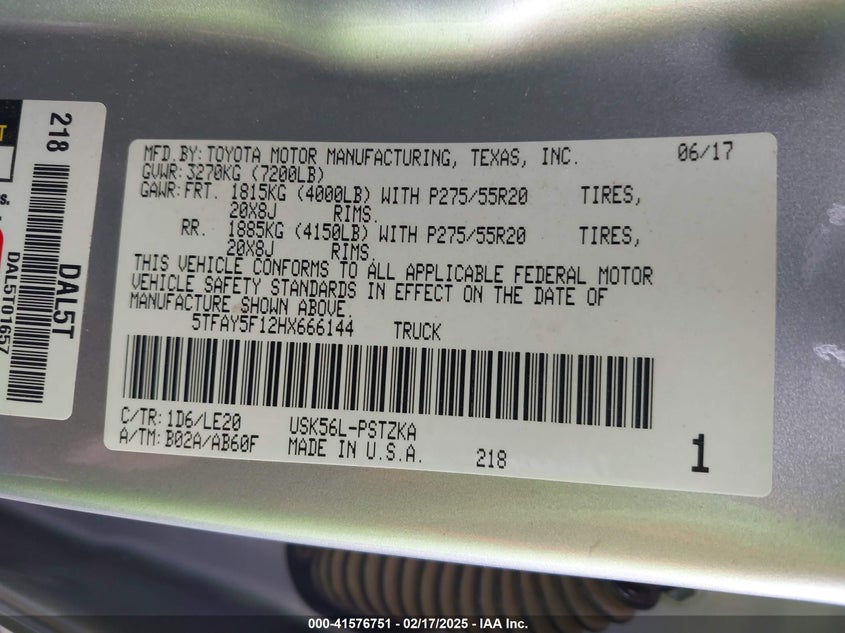 MFD.BY:TOYOTA MOTOR MANUFACTURING, TEXAS, INC. 06/17
GVWR:3270KG (7200LB)
GAWR:FRT. 1815KG (4000LB) WITH P275/55R20 TIRES,
20X8J RIMS.
RR. 1885KG (4150LB) WITH P275/55R20 TIRES,
20X8J RIMS.
THIS VEHICLE CONFORMS TO ALL APPLICABLE FEDERAL MOTOR
VEHICLE SAFETY STANDARDS IN EFFECT ON THE DATE OF
MANUFACTURE SHOWN ABOVE.
5TFAY5F12HX666144 TRUCK
C/TR:1D6/LE20 USK56L-PSTZKA
A/TM:B02A/AB60F MADE IN U.S.A. 218 1
218
DAL5T
DAL5T01657
000-41576751 — 02/17/2025 — IAA Inc.